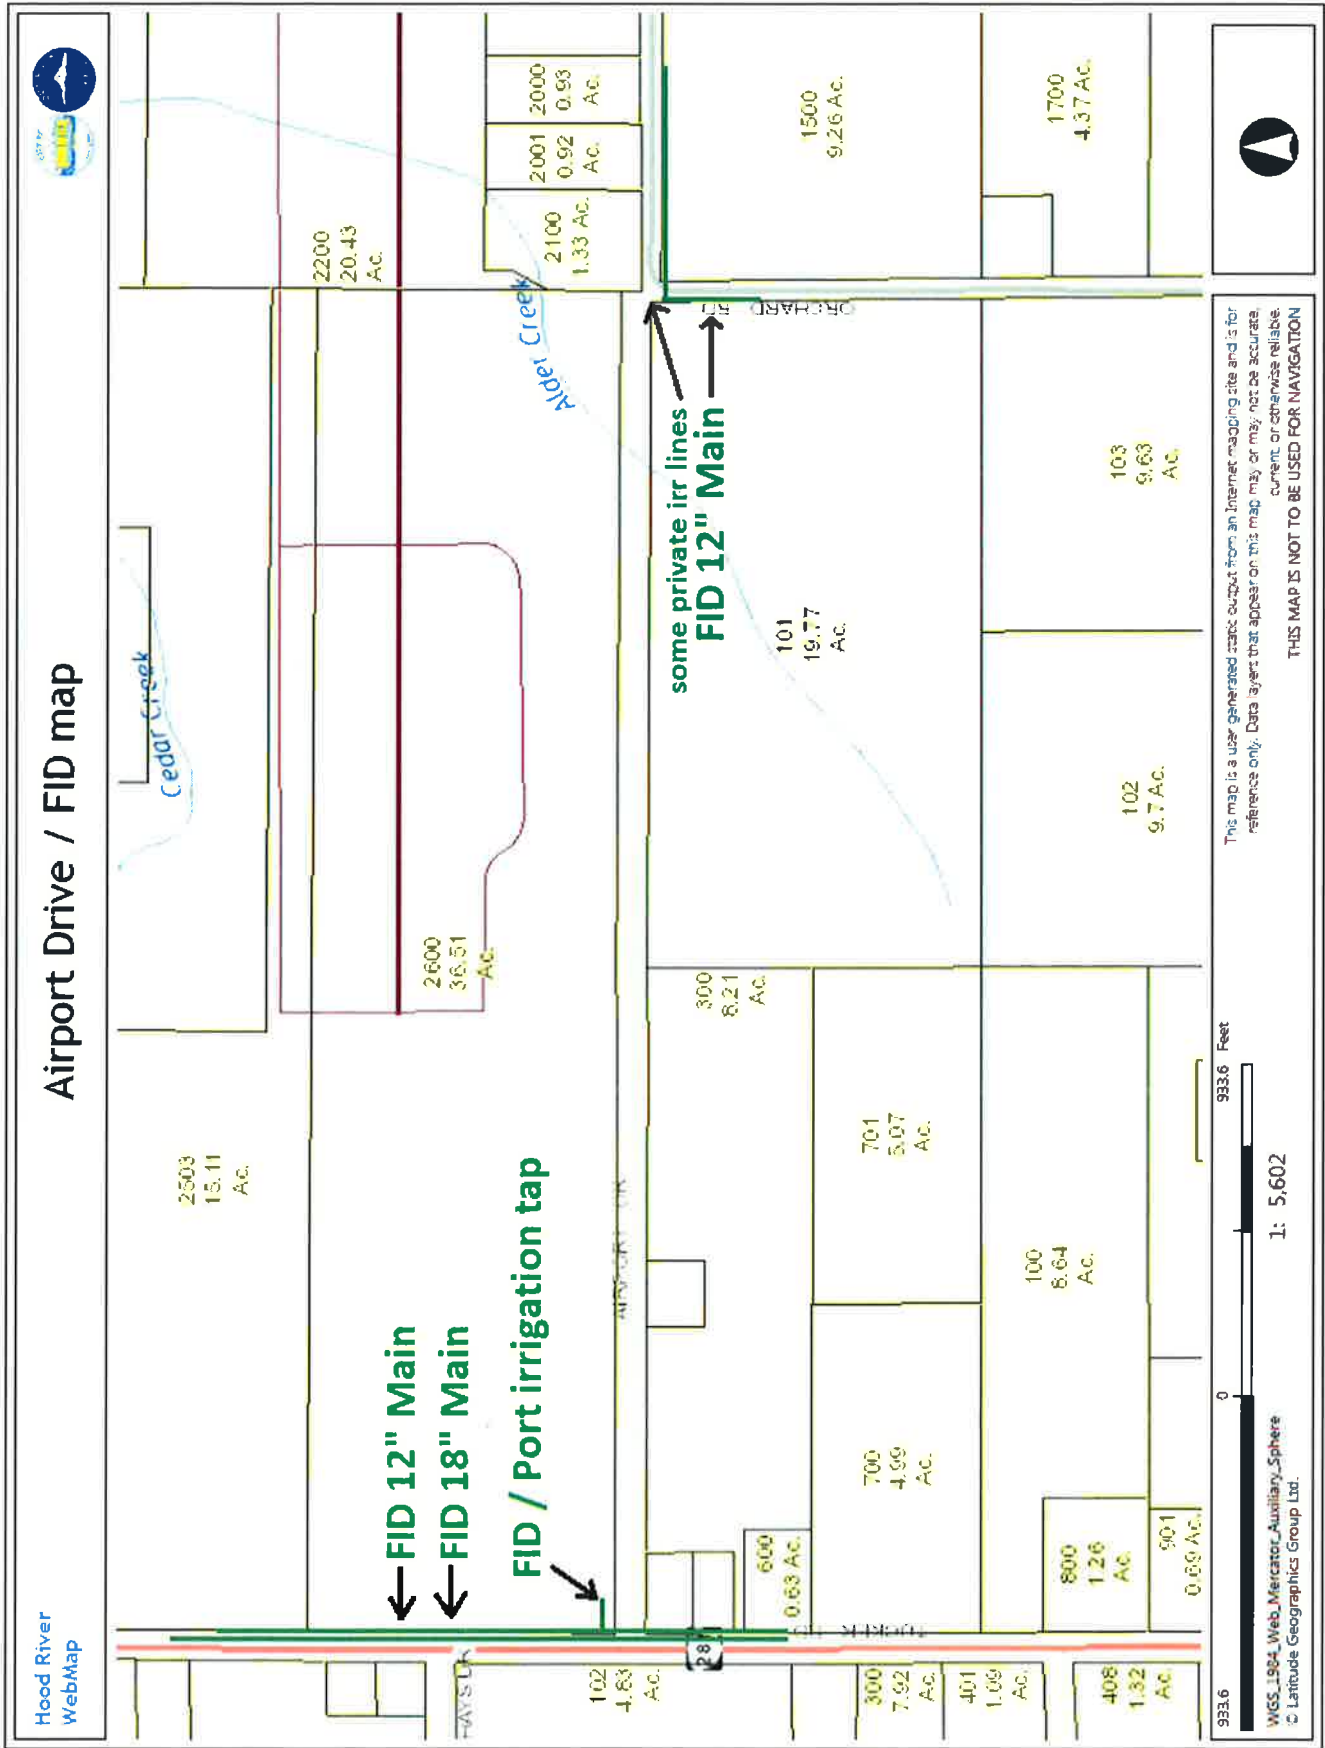 Hood River
WebMap
Airport Drive / FID map
Cedar Creek
Alder Creek
2503
15.11
Ac.
2600
36.51
Ac.
2200
20.43
Ac.
2100
1.33 Ac.
2001
0.92
Ac.
2000
0.93
Ac.
FID 12" Main
FID 18" Main
FID / Port irrigation tap
some private irr lines
FID 12" Main
HAYS DR
AIRPORT DR
ORCHARD RD
281
102
4.83
Ac.
300
7.92
Ac.
401
1.09
Ac.
408
1.32
Ac.
600
0.63 Ac.
700
4.99
Ac.
701
5.07
Ac.
300
8.21
Ac.
800
1.26
Ac.
901
0.69 Ac.
100
8.64
Ac.
101
19.77
Ac.
102
9.7 Ac.
103
9.63
Ac.
1500
9.26 Ac.
1700
4.37 Ac.
933.6
0
933.6 Feet
WGS_1984_Web_Mercator_Auxiliary_Sphere
© Latitude Geographics Group Ltd.
1: 5,602
This map is a user generated static output from an Internet mapping site and is for
reference only. Data layers that appear on this map may or may not be accurate,
current, or otherwise reliable.
THIS MAP IS NOT TO BE USED FOR NAVIGATION